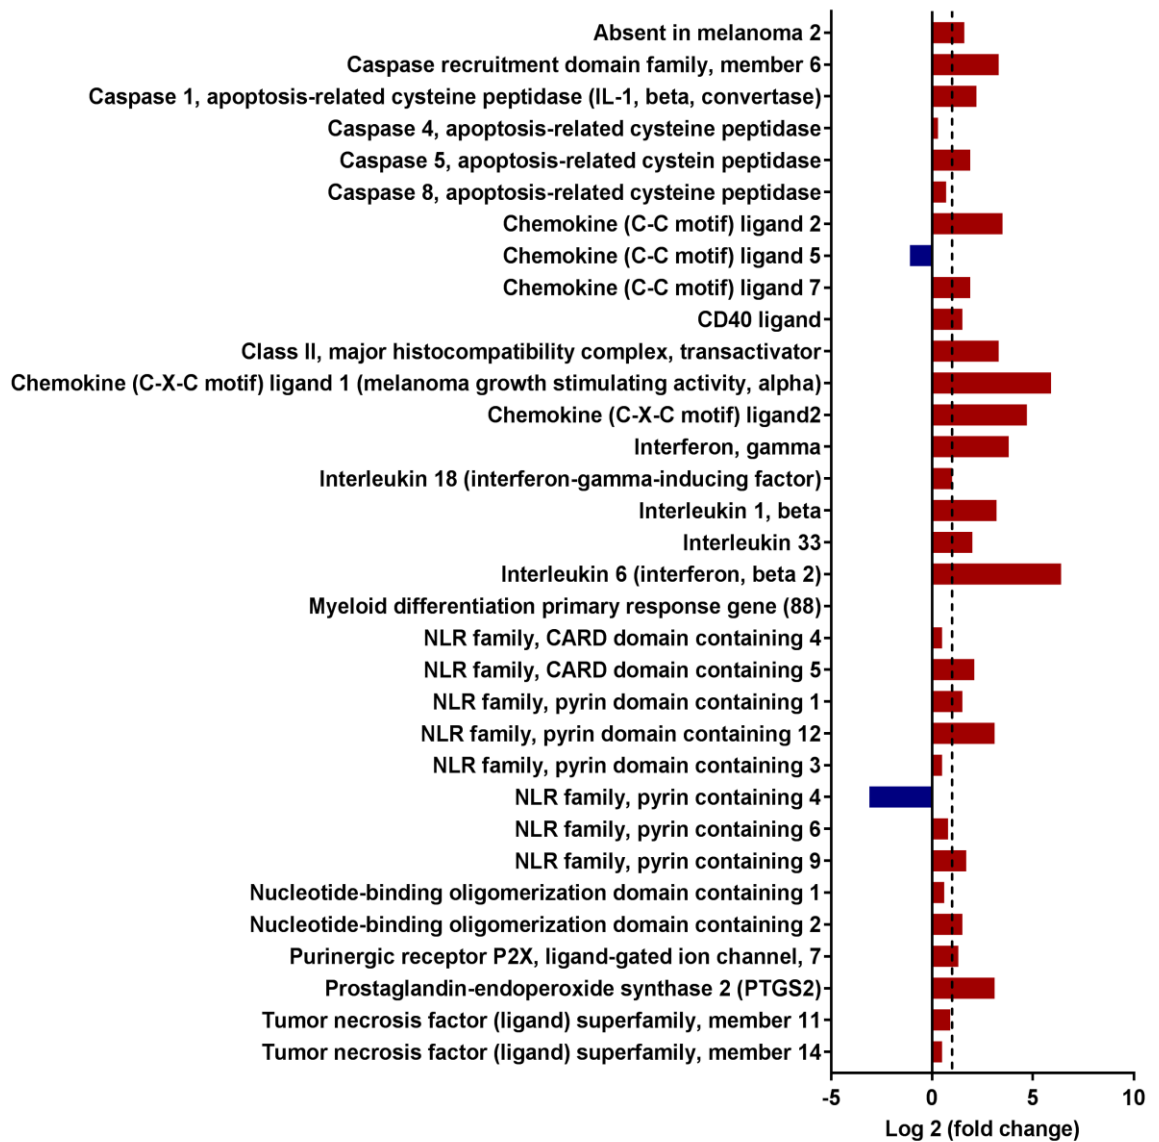 Absent in melanoma 2
Caspase recruitment domain family, member 6
Caspase 1, apoptosis-related cysteine peptidase (IL-1, beta, convertase)
Caspase 4, apoptosis-related cysteine peptidase
Caspase 5, apoptosis-related cystein peptidase
Caspase 8, apoptosis-related cysteine peptidase
Chemokine (C-C motif) ligand 2
Chemokine (C-C motif) ligand 5
Chemokine (C-C motif) ligand 7
CD40 ligand
Class II, major histocompatibility complex, transactivator
Chemokine (C-X-C motif) ligand 1 (melanoma growth stimulating activity, alpha)
Chemokine (C-X-C motif) ligand2
Interferon, gamma
Interleukin 18 (interferon-gamma-inducing factor)
Interleukin 1, beta
Interleukin 33
Interleukin 6 (interferon, beta 2)
Myeloid differentiation primary response gene (88)
NLR family, CARD domain containing 4
NLR family, CARD domain containing 5
NLR family, pyrin domain containing 1
NLR family, pyrin domain containing 12
NLR family, pyrin domain containing 3
NLR family, pyrin containing 4
NLR family, pyrin containing 6
NLR family, pyrin containing 9
Nucleotide-binding oligomerization domain containing 1
Nucleotide-binding oligomerization domain containing 2
Purinergic receptor P2X, ligand-gated ion channel, 7
Prostaglandin-endoperoxide synthase 2 (PTGS2)
Tumor necrosis factor (ligand) superfamily, member 11
Tumor necrosis factor (ligand) superfamily, member 14
-5 0 5 10
Log 2 (fold change)